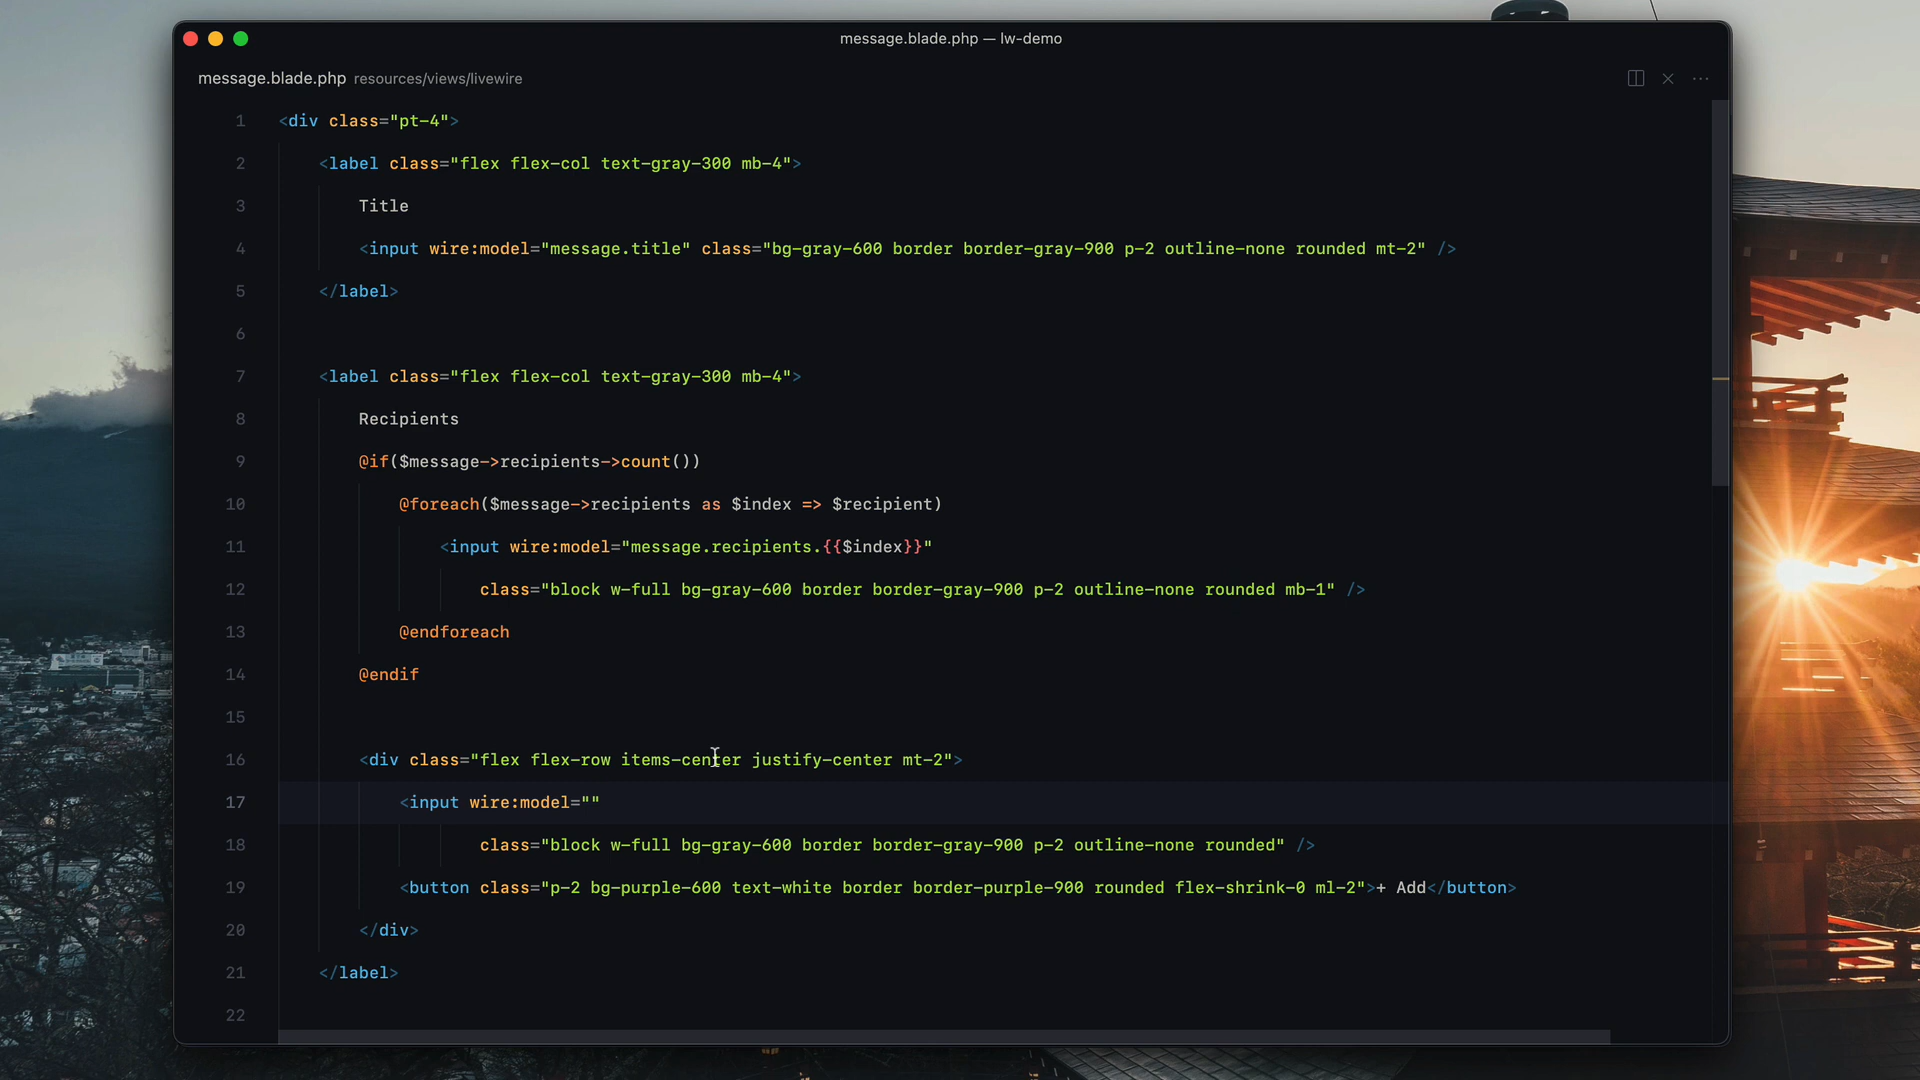 message.blade.php — lw-demo
message.blade.php resources/views/livewire
1 <div class="pt-4">
2 <label class="flex flex-col text-gray-300 mb-4">
3 Title
4 <input wire:model="message.title" class="bg-gray-600 border border-gray-900 p-2 outline-none rounded mt-2" />
5 </label>
6
7 <label class="flex flex-col text-gray-300 mb-4">
8 Recipients
9 @if($message->recipients->count())
10 @foreach($message->recipients as $index => $recipient)
11 <input wire:model="message.recipients.{{$index}}"
12 class="block w-full bg-gray-600 border border-gray-900 p-2 outline-none rounded mb-1" />
13 @endforeach
14 @endif
15
16 <div class="flex flex-row items-center justify-center mt-2">
17 <input wire:model=""
18 class="block w-full bg-gray-600 border border-gray-900 p-2 outline-none rounded" />
19 <button class="p-2 bg-purple-600 text-white border border-purple-900 rounded flex-shrink-0 ml-2">+ Add</button>
20 </div>
21 </label>
22